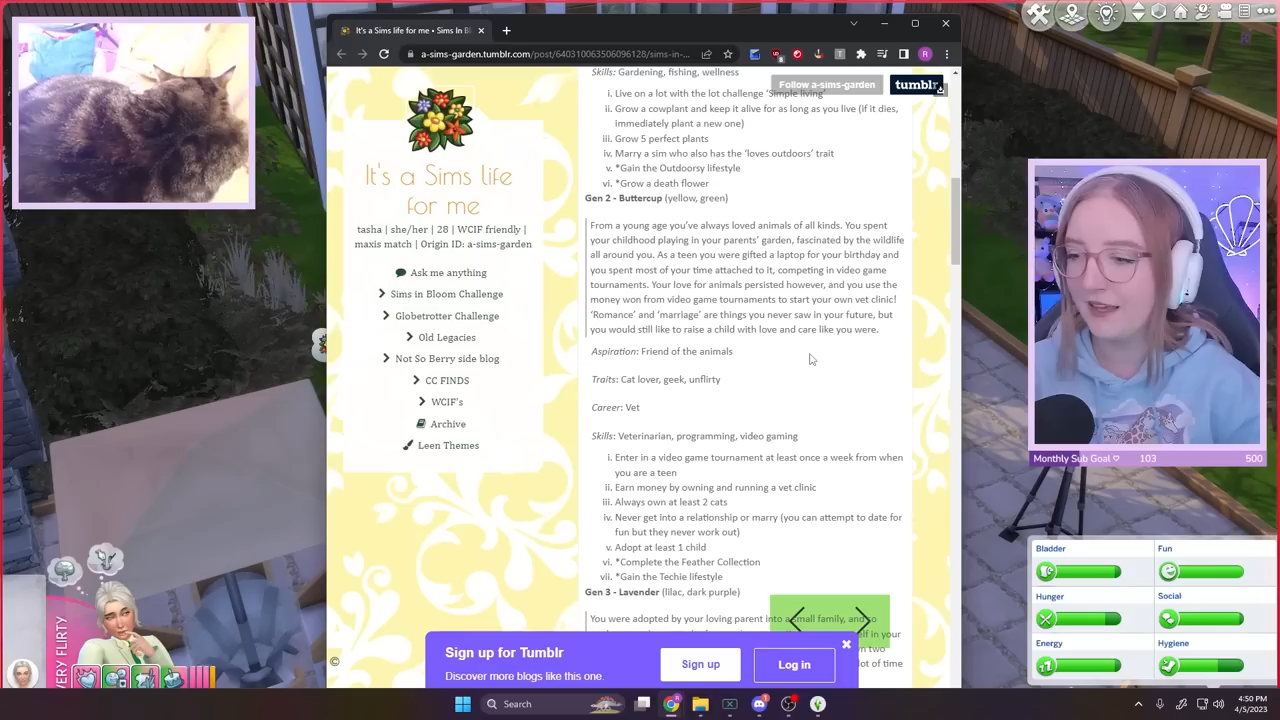 It's a Sims life for me • Sims In Bl
a-sims-garden.tumblr.com/post/640310063506096128/sims-in-...
Follow a-sims-garden
tumblr
It's a Sims life
for me
tasha | she/her | 28 | WCIF friendly |
maxis match | Origin ID: a-sims-garden
Ask me anything
Sims in Bloom Challenge
Globetrotter Challenge
Old Legacies
Not So Berry side blog
CC FINDS
WCIF's
Archive
Leen Themes
©
Skills: Gardening, fishing, wellness
i. Live on a lot with the lot challenge 'Simple living'
ii. Grow a cowplant and keep it alive for as long as you live (if it dies,
immediately plant a new one)
iii. Grow 5 perfect plants
iv. Marry a sim who also has the 'loves outdoors' trait
v. *Gain the Outdoorsy lifestyle
vi. *Grow a death flower
Gen 2 - Buttercup (yellow, green)
From a young age you've always loved animals of all kinds. You spent
your childhood playing in your parents' garden, fascinated by the wildlife
all around you. As a teen you were gifted a laptop for your birthday and
you spent most of your time attached to it, competing in video game
tournaments. Your love for animals persisted however, and you use the
money won from video game tournaments to start your own vet clinic!
'Romance' and 'marriage' are things you never saw in your future, but
you would still like to raise a child with love and care like you were.
Aspiration: Friend of the animals
Traits: Cat lover, geek, unflirty
Career: Vet
Skills: Veterinarian, programming, video gaming
i. Enter in a video game tournament at least once a week from when
you are a teen
ii. Earn money by owning and running a vet clinic
iii. Always own at least 2 cats
iv. Never get into a relationship or marry (you can attempt to date for
fun but they never work out)
v. Adopt at least 1 child
vi. *Complete the Feather Collection
vii. *Gain the Techie lifestyle
Gen 3 - Lavender (lilac, dark purple)
You were adopted by your loving parent into a small family, and so
lot of time
Sign up for Tumblr
Discover more blogs like this one.
Sign up
Log in
Monthly Sub Goal 103 500
Bladder
Fun
Hunger
Social
Energy
Hygiene
VERY FLIRTY
Search
4:50 PM
4/5/2023